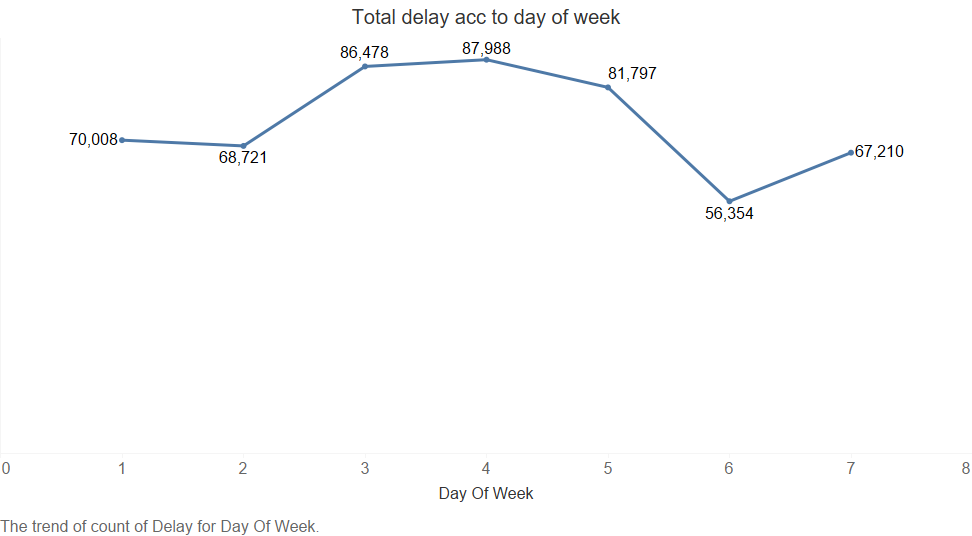 Total delay acc to day of week
86,478
87,988
81,797
70,008
68,721
67,210
56,354
0 1 2 3 4 5 6 7 8
Day Of Week
The trend of count of Delay for Day Of Week.